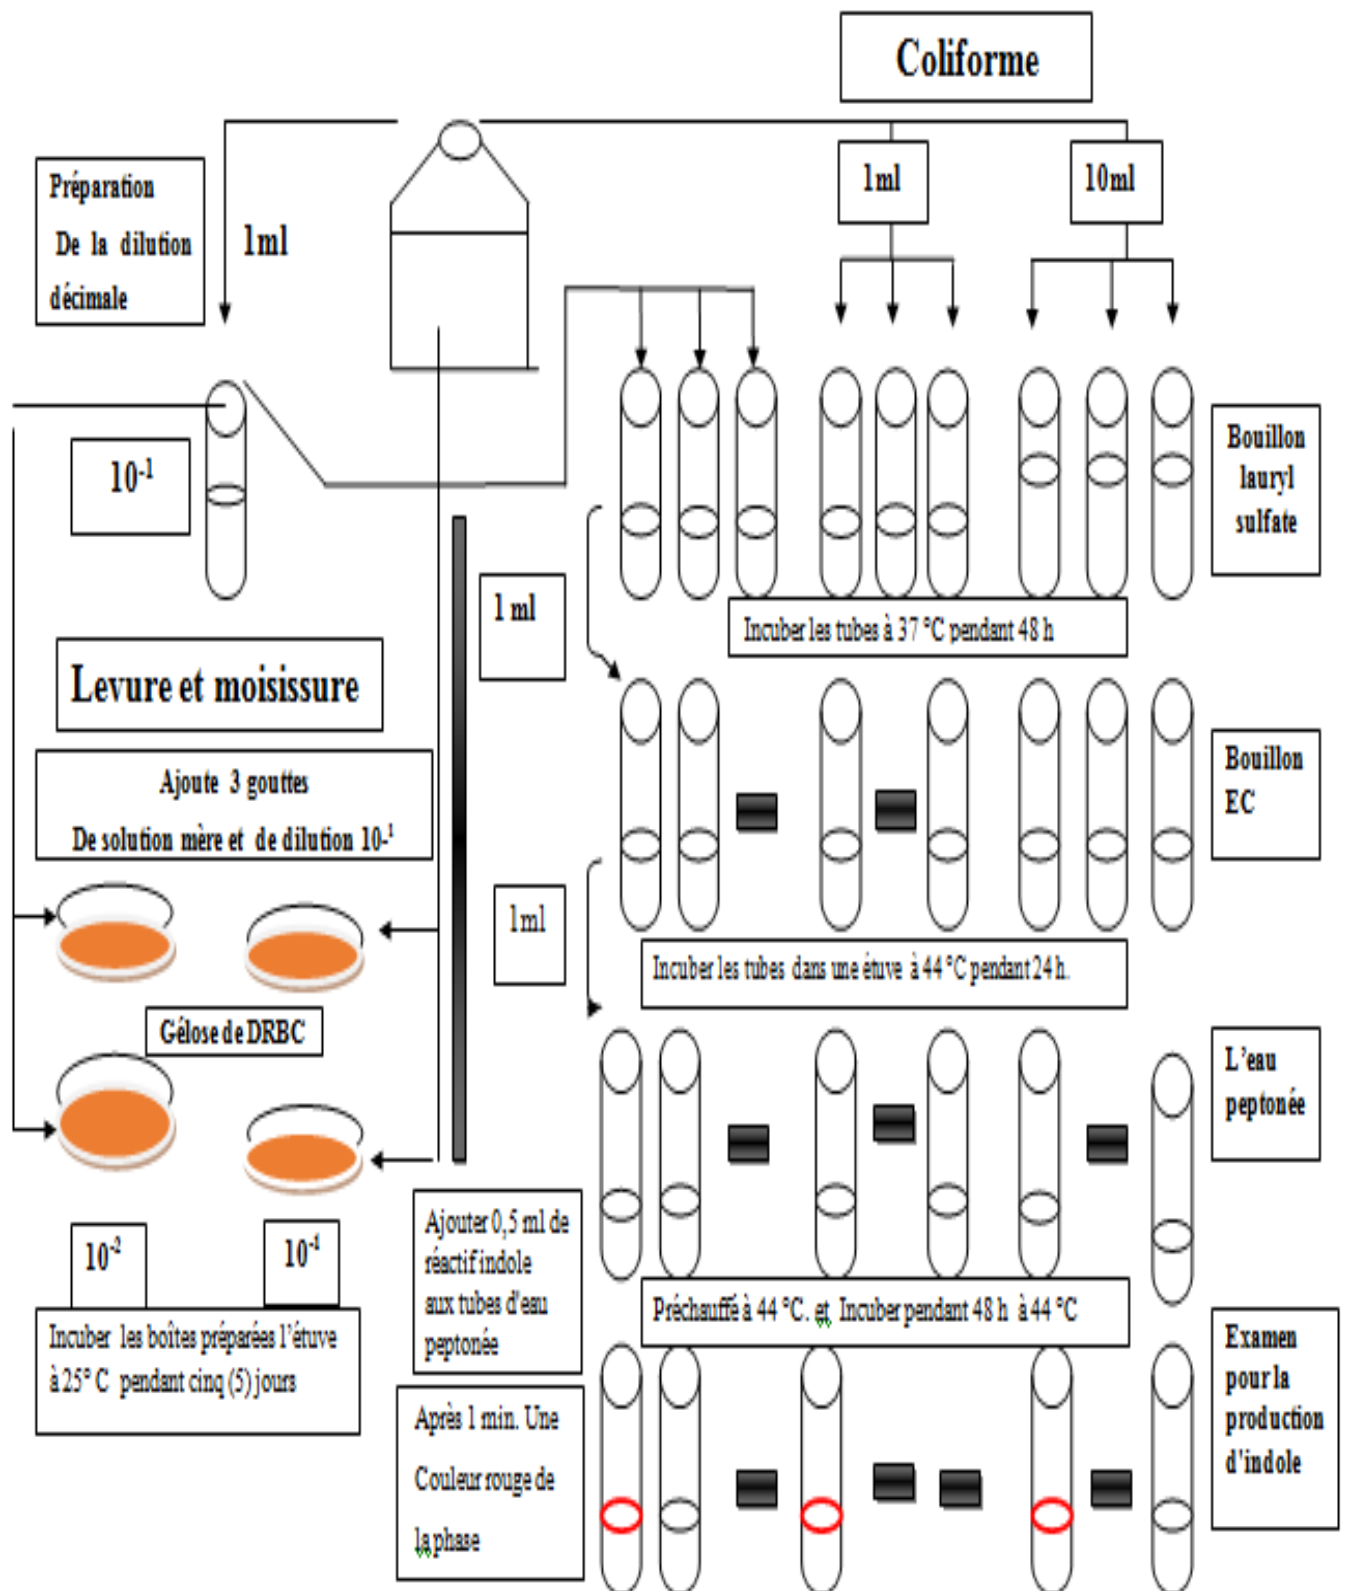 Coliforme
Préparation
De la dilution
décimale
1ml
1ml
10ml
10-1
Bouillon
lauryl
sulfate
1 ml
Incuber les tubes à 37 °C pendant 48 h
Levure et moisissure
Ajoute 3 gouttes
De solution mère et de dilution 10-1
Bouillon
EC
1ml
Incuber les tubes dans une étuve à 44 °C pendant 24 h.
Gélose de DRBC
L'eau
peptonée
10-2
10-1
Incuber les boîtes préparées l'étuve
à 25° C pendant cinq (5) jours
Ajouter 0,5 ml de
réactif indole
aux tubes d'eau
peptonée
Préchauffé à 44 °C. et Incuber pendant 48 h à 44 °C
Examen
pour la
production
d'indole
Après 1 min. Une
Couleur rouge de
la phase